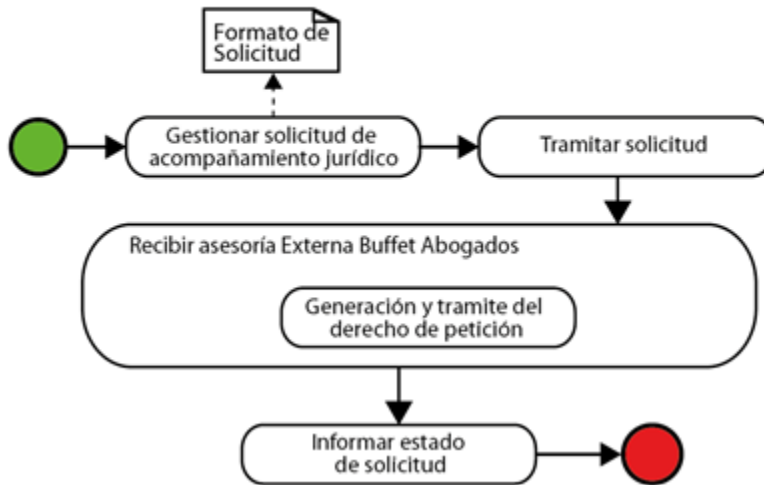 Formato de
Solicitud
Gestionar solicitud de
acompañamiento jurídico
Tramitar solicitud
Recibir asesoría Externa Buffet Abogados
Generación y tramite del
derecho de petición
Informar estado
de solicitud